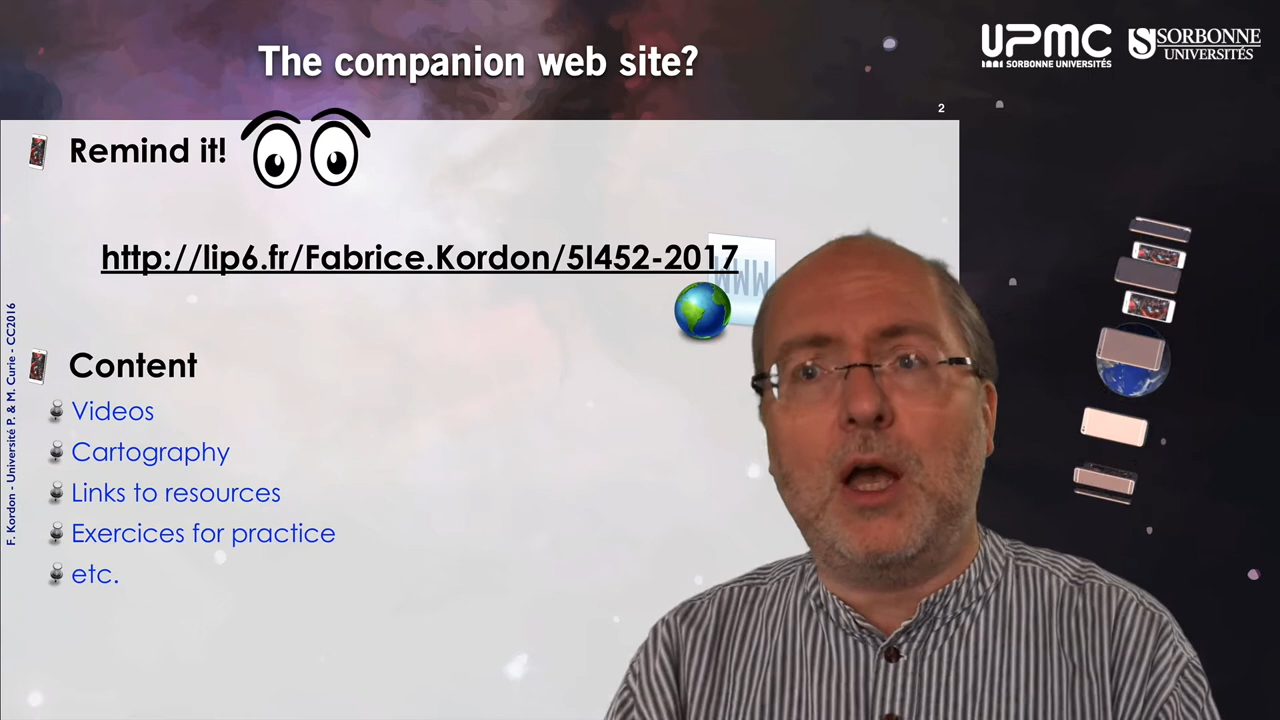 The companion web site?
UPMC
SORBONNE UNIVERSITÉS
S SORBONNE
UNIVERSITÉS
2
Remind it!
http://lip6.fr/Fabrice.Kordon/5I452-2017
WWW
Content
Videos
Cartography
Links to resources
Exercices for practice
etc.
F. Kordon - Université P. & M. Curie - CC2016